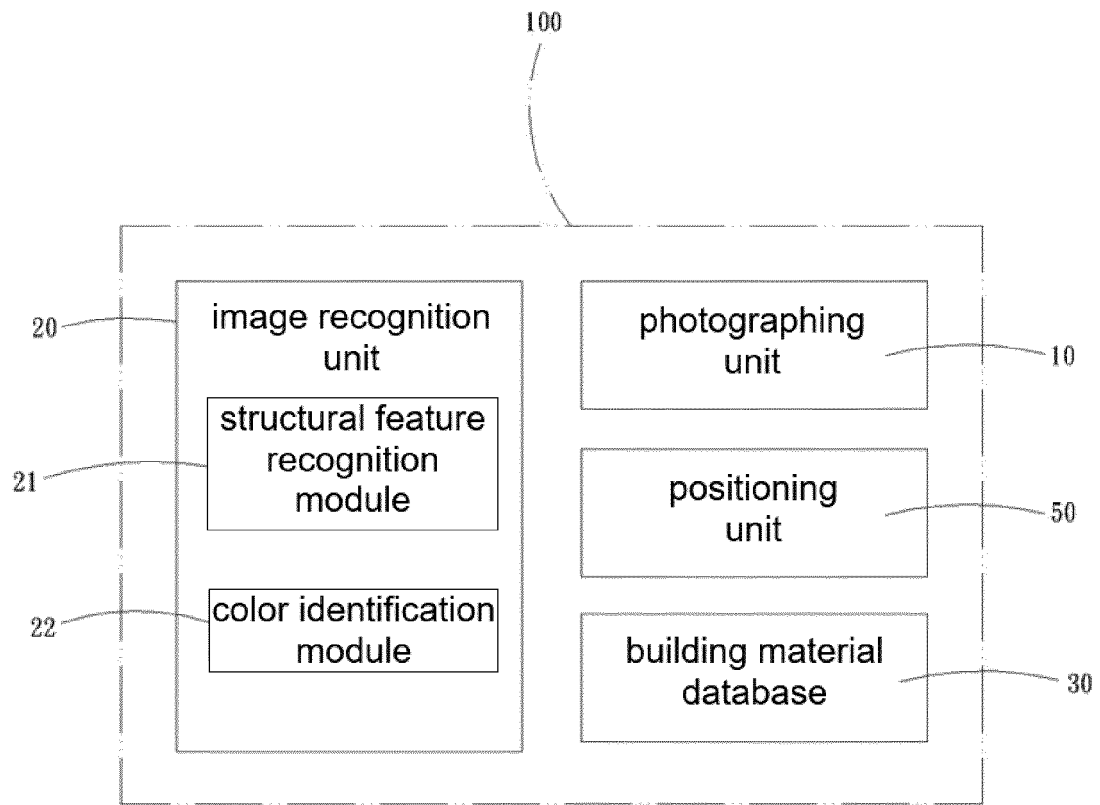 100
20
image recognition
unit
structural feature
recognition
module
21
color identification
module
22
photographing
unit
10
positioning
unit
50
building material
database
30